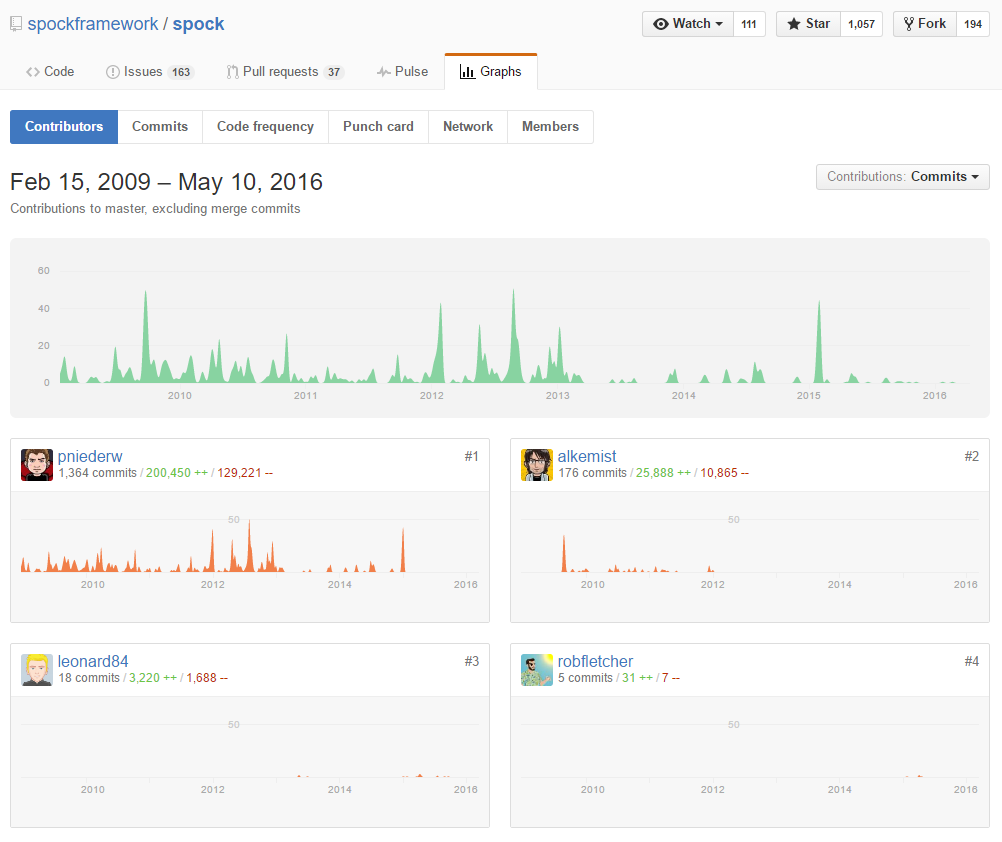 spockframework / spock Watch 111 Star 1,057 Fork 194
Code Issues 163 Pull requests 37 Pulse Graphs
Contributors Commits Code frequency Punch card Network Members
Feb 15, 2009 – May 10, 2016 Contributions: Commits
Contributions to master, excluding merge commits
60
40
20
0
2010 2011 2012 2013 2014 2015 2016
pniederw #1
1,364 commits / 200,450 ++ / 129,221 --
50
2010 2012 2014 2016
alkemist #2
176 commits / 25,888 ++ / 10,865 --
50
2010 2012 2014 2016
leonard84 #3
18 commits / 3,220 ++ / 1,688 --
50
2010 2012 2014 2016
robfletcher #4
5 commits / 31 ++ / 7 --
50
2010 2012 2014 2016